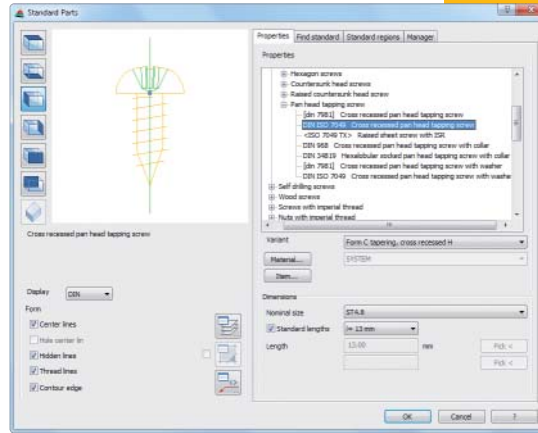 Standard Parts
Cross recessed pan head tapping screw
Display DIN
Form
Center lines
Hole center lin
Hidden lines
Thread lines
Contour edge
Properties Find standard Standard regions Manager
Properties
Hexagon screws
Countersunk head screws
Raised countersunk head screw
Pan head tapping screw
[din 7981] Cross recessed pan head tapping screw
DIN ISO 7049 Cross recessed pan head tapping screw
<ISO 7049 TX> Raised sheet screw with ISR
DIN 968 Cross recessed pan head tapping screw with collar
DIN 34819 Hexalobular socked pan head tapping screw with collar
[din 7981] Cross recessed pan head tapping screw with washer
DIN ISO 7049 Cross recessed pan head tapping screw with washe
Self drilling screws
Wood screws
Screws with imperial thread
Nuts with imperial thread
Variant Form C tapering, cross recessed H
Material... SYSTEM
Item...
Dimensions
Nominal size ST4.8
Standard lengths l= 13 mm
Length 13.00 mm Pick <
Pick <
OK Cancel ?